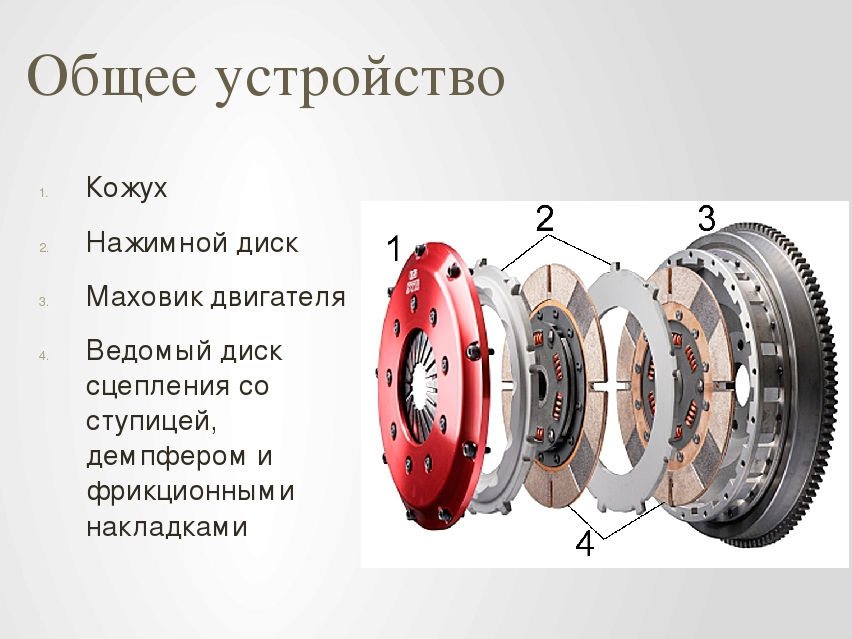 Общее устройство
1. Кожух
2. Нажимной диск
3. Маховик двигателя
4. Ведомый диск
сцепления со
ступицей,
демпфером и
фрикционными
накладками
1
2
3
4